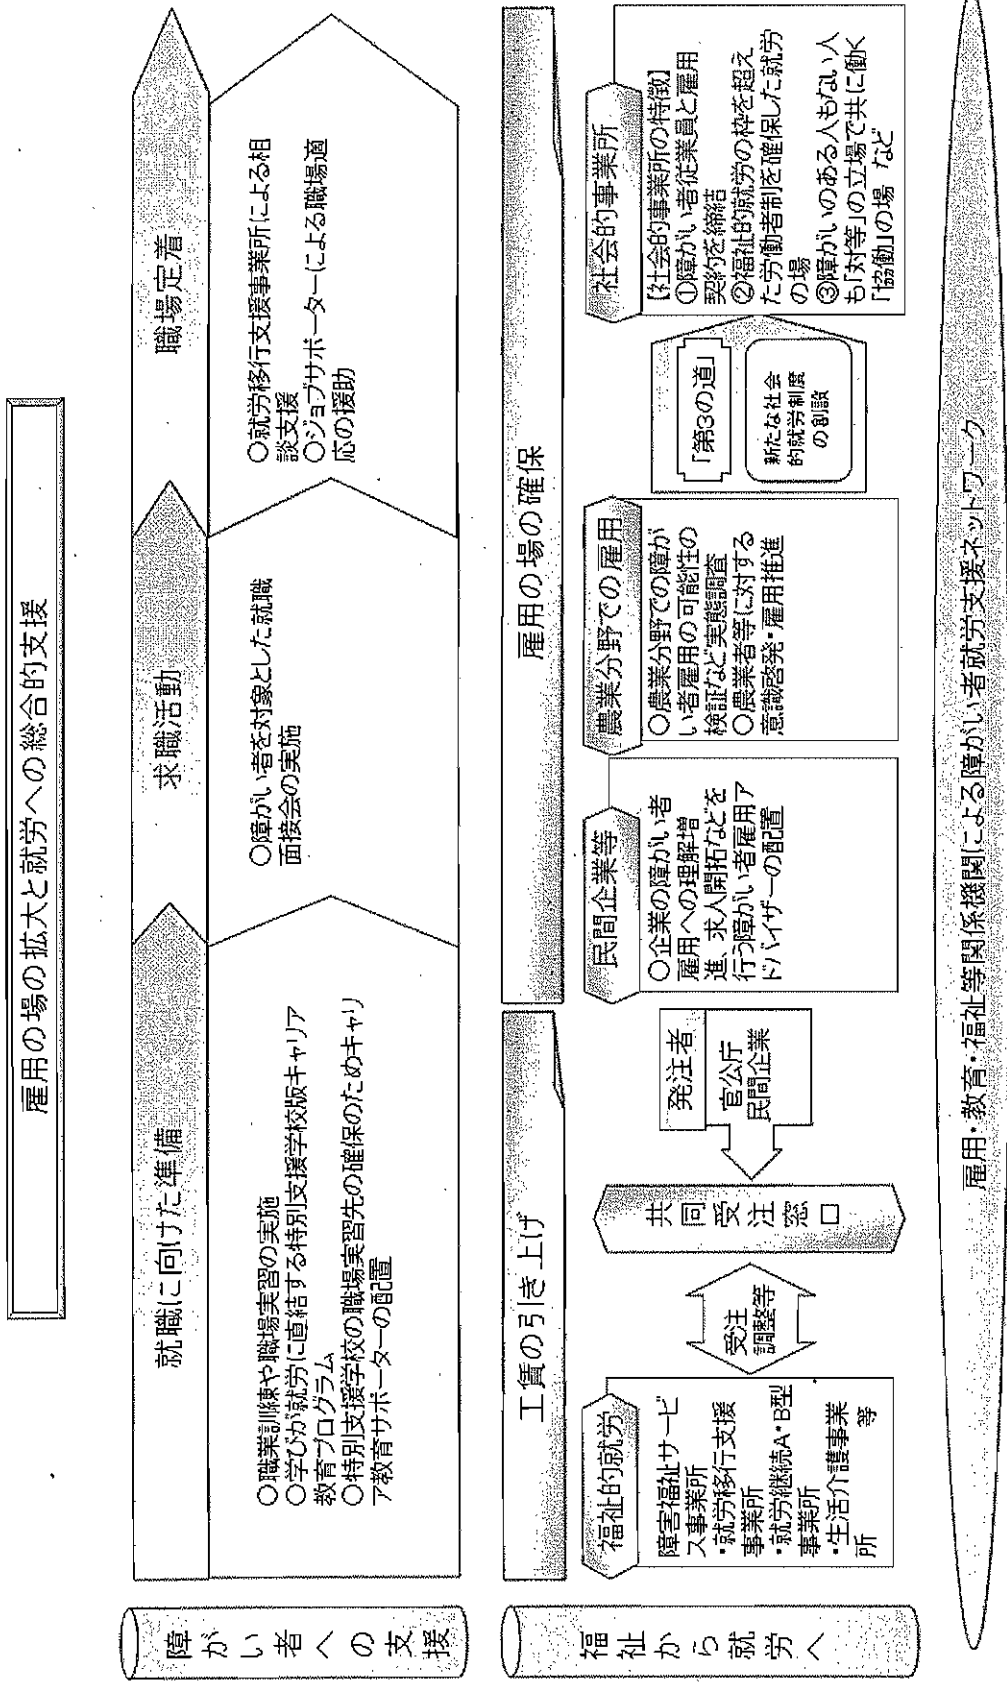 雇用の場の拡大と就労への総合的支援
障がい者への支援
就職に向けた準備
○職業訓練や職場実習の実施
○学びが就労に直結する特別支援学校版キャリア
教育プログラム
○特別支援学校の職場実習先の確保のためキャリ
ア教育サポーターの配置
求職活動
○障がい者を対象とした就職
面接会の実施
職場定着
○就労移行支援事業所による相
談支援
○ジョブサポーターによる職場適
応の援助
福祉から就労へ
工賃の引き上げ
福祉的就労
障害福祉サービ
ス事業所
・就労移行支援
事業所
・就労継続A・B型
事業所
・生活介護事業
所 等
受注
調整等
共同受注窓口
発注者
官公庁
民間企業
雇用の場の確保
民間企業等
○企業の障がい者
雇用への理解増
進、求人開拓などを
行う障がい者雇用ア
ドバイザーの配置
農業分野での雇用
○農業分野での障が
い者雇用の可能性の
検証など実態調査
○農業者等に対する
意識啓発・雇用推進
「第3の道」
新たな社会
的就労制度
の創設
社会的事業所
【社会的事業所の特徴】
①障がい者従業員と雇用
契約を締結
②福祉的就労の枠を超え
た労働者制を確保した就労
の場
③障がいのある人もない人
も「対等」の立場で共に働く
「協働」の場 など
雇用・教育・福祉等関係機関による障がい者就労支援ネットワーク